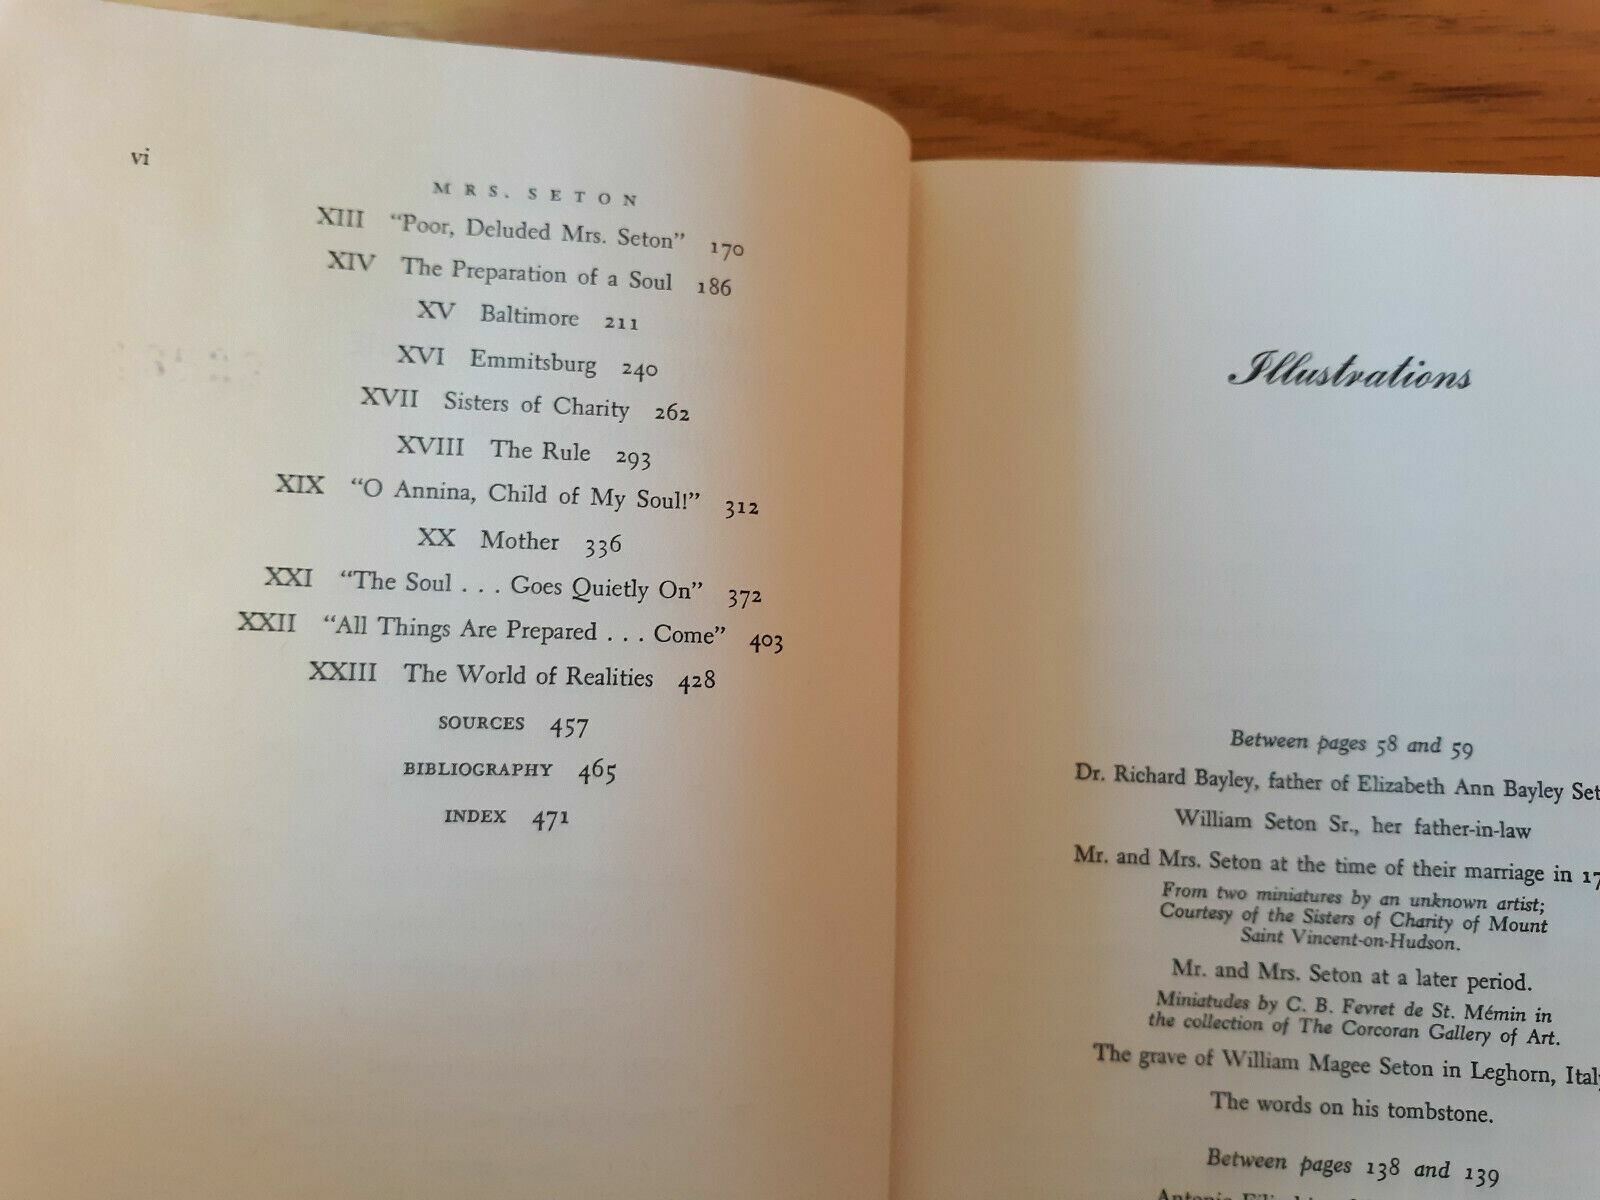 vi
MRS. SETON
XIII "Poor, Deluded Mrs. Seton" 170
XIV The Preparation of a Soul 186
XV Baltimore 211
XVI Emmitsburg 240
XVII Sisters of Charity 262
XVIII The Rule 293
XIX "O Annina, Child of My Soul!" 312
XX Mother 336
XXI "The Soul . . . Goes Quietly On" 372
XXII "All Things Are Prepared . . . Come" 403
XXIII The World of Realities 428
SOURCES 457
BIBLIOGRAPHY 465
INDEX 471
Illustrations
Between pages 58 and 59
Dr. Richard Bayley, father of Elizabeth Ann Bayley Set
William Seton Sr., her father-in-law
Mr. and Mrs. Seton at the time of their marriage in 17
From two miniatures by an unknown artist;
Courtesy of the Sisters of Charity of Mount
Saint Vincent-on-Hudson.
Mr. and Mrs. Seton at a later period.
Miniatudes by C. B. Fevret de St. Mémin in
the collection of The Corcoran Gallery of Art.
The grave of William Magee Seton in Leghorn, Italy
The words on his tombstone.
Between pages 138 and 139